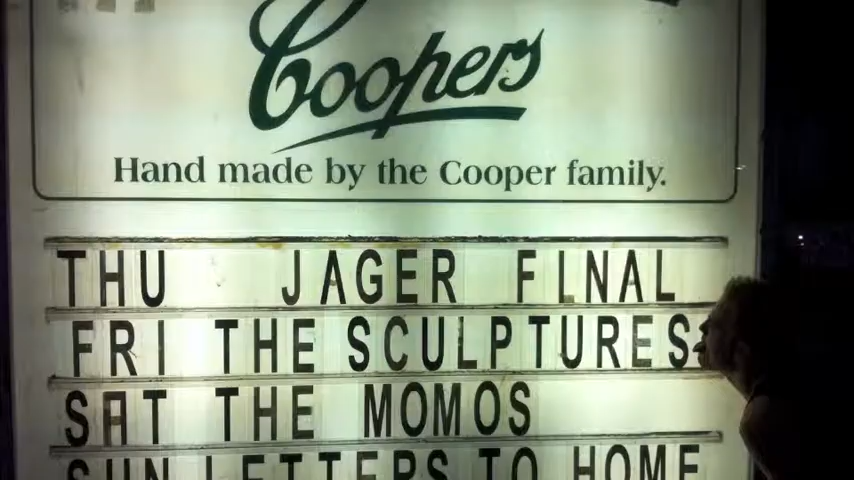 Coopers
Hand made by the Cooper family.
THU JAGER FLNAL
FRI THE SCULPTURES
SAT THE MOMOS
SUN LETTERS TO HOME